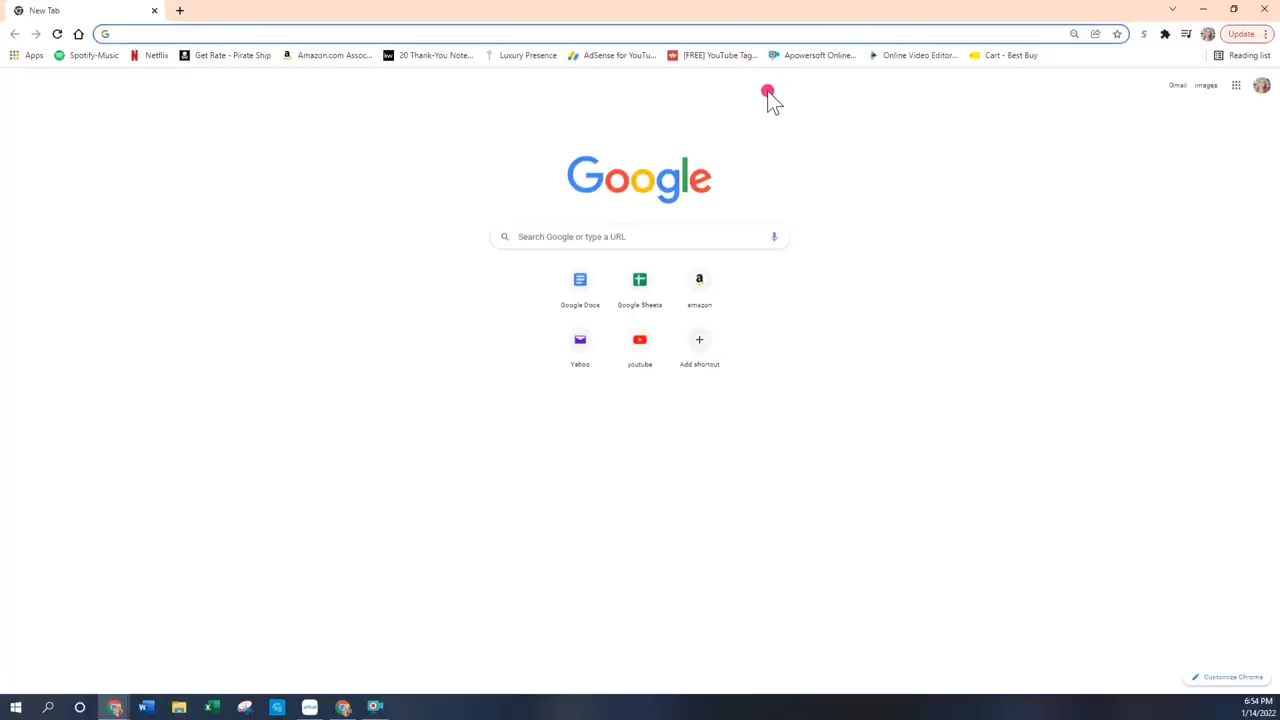 New Tab
Update
Apps Spotify-Music Netflix Get Rate - Pirate Ship Amazon.com Assoc... 20 Thank-You Note... Luxury Presence AdSense for YouTu... [FREE] YouTube Tag... Apowersoft Online... Online Video Editor... Cart - Best Buy Reading list
Gmail Images
Google
Search Google or type a URL
Google Docs Google Sheets amazon
Yahoo youtube Add shortcut
Customize Chrome
6:54 PM
1/14/2022